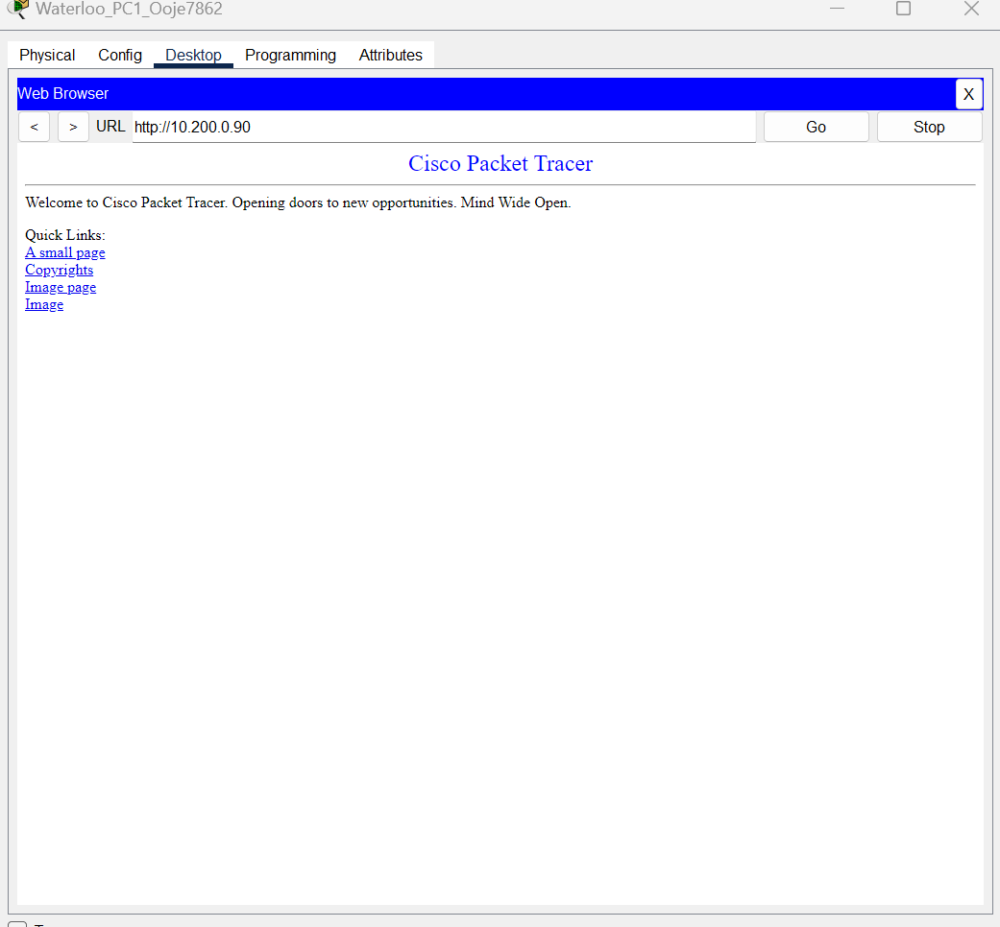 Waterloo_PC1_Ooje7862
Physical Config Desktop Programming Attributes
Web Browser X
< > URL http://10.200.0.90 Go Stop
Cisco Packet Tracer
Welcome to Cisco Packet Tracer. Opening doors to new opportunities. Mind Wide Open.
Quick Links:
A small page
Copyrights
Image page
Image